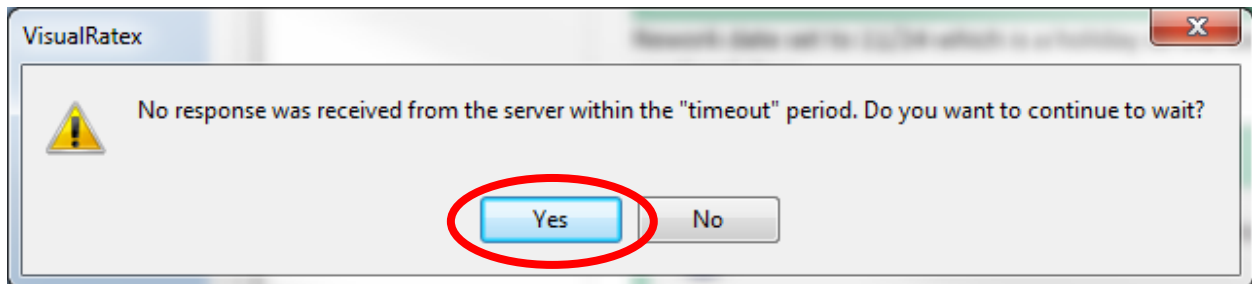 VisualRatex
No response was received from the server within the "timeout" period. Do you want to continue to wait?
Yes
No